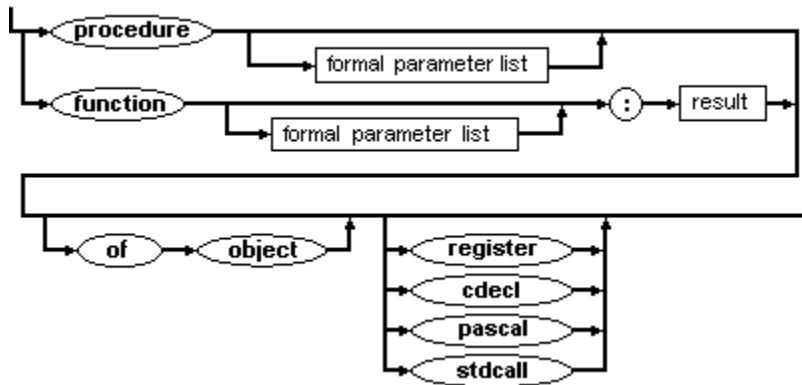 procedure
formal parameter list
function
:
result
formal parameter list
of object
register
cdecl
pascal
stdcall